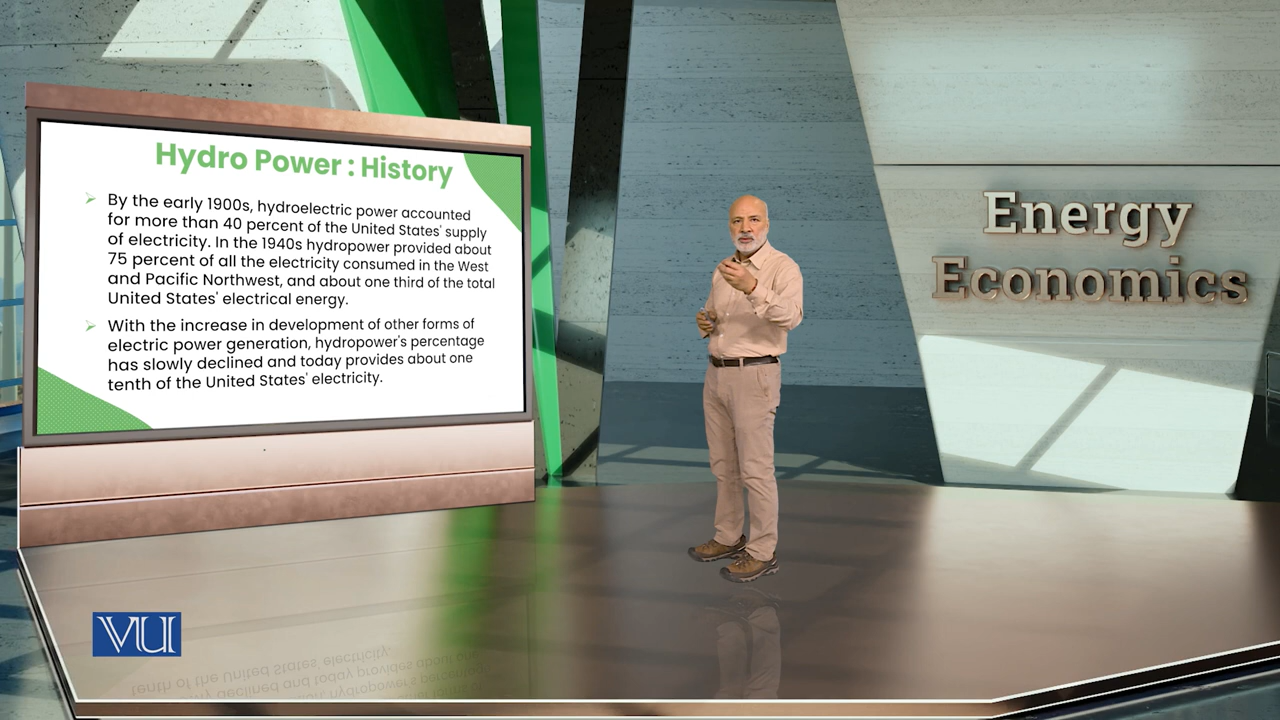 Hydro Power : History
By the early 1900s, hydroelectric power accounted
for more than 40 percent of the United States' supply
of electricity. In the 1940s hydropower provided about
75 percent of all the electricity consumed in the West
and Pacific Northwest, and about one third of the total
United States' electrical energy.
With the increase in development of other forms of
electric power generation, hydropower's percentage
has slowly declined and today provides about one
tenth of the United States' electricity.
Energy
Economics
VU